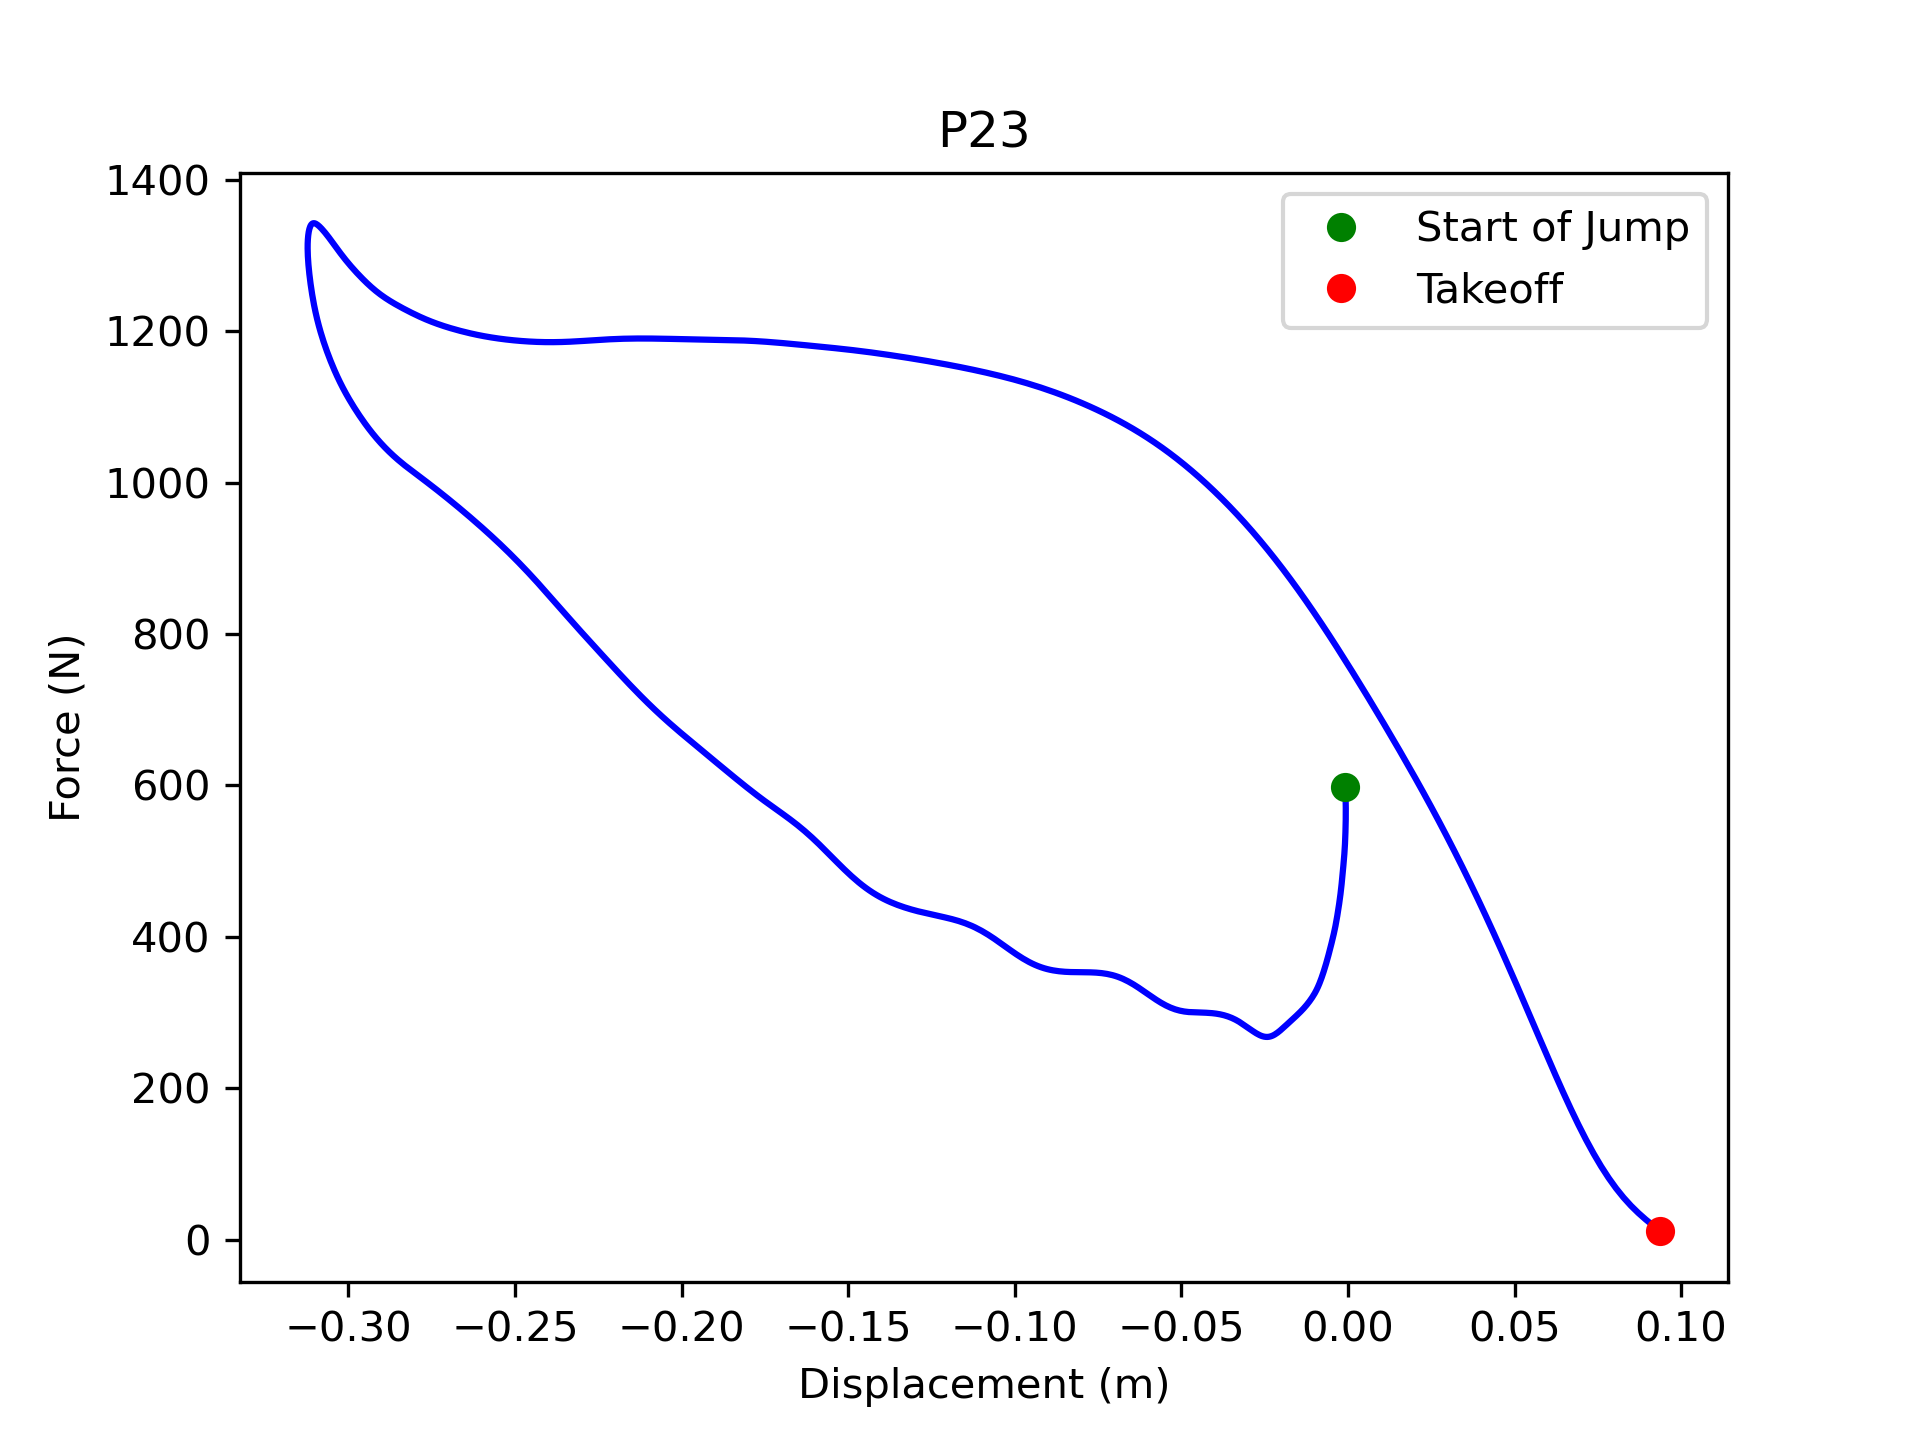 P23
1400
1200
1000
800
600
400
200
0
Force (N)
Start of Jump
Takeoff
−0.30 −0.25 −0.20 −0.15 −0.10 −0.05 0.00 0.05 0.10
Displacement (m)